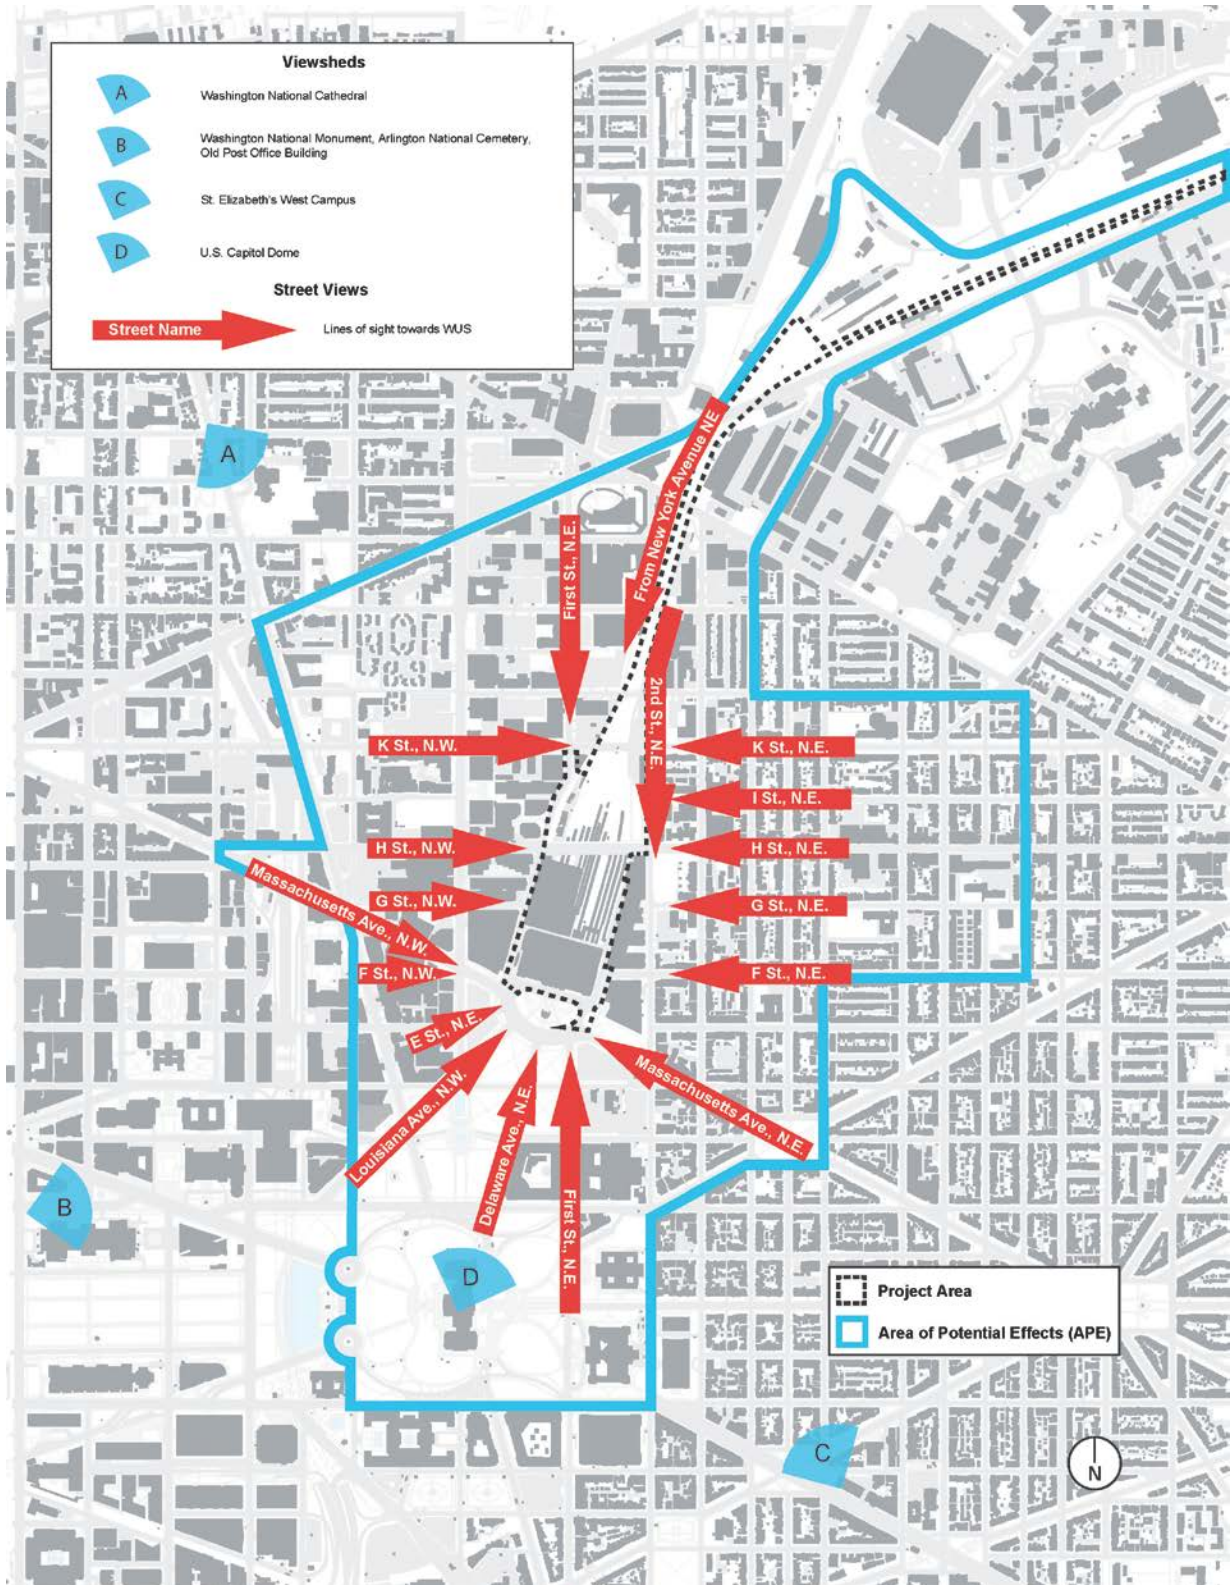 Viewsheds
A
Washington National Cathedral
B
Washington National Monument, Arlington National Cemetery,
Old Post Office Building
C
St. Elizabeth's West Campus
D
U.S. Capitol Dome
Street Views
Street Name
Lines of sight towards WUS
A
From New York Avenue NE
First St., N.E.
2nd St., N.E.
K St., N.W.
K St., N.E.
I St., N.E.
H St., N.W.
H St., N.E.
Massachusetts Ave., N.W.
G St., N.W.
G St., N.E.
F St., N.W.
F St., N.E.
E St., N.E.
Louisiana Ave., N.W.
Delaware Ave., N.E.
First St., N.E.
Massachusetts Ave., N.E.
B
D
Project Area
Area of Potential Effects (APE)
C
N